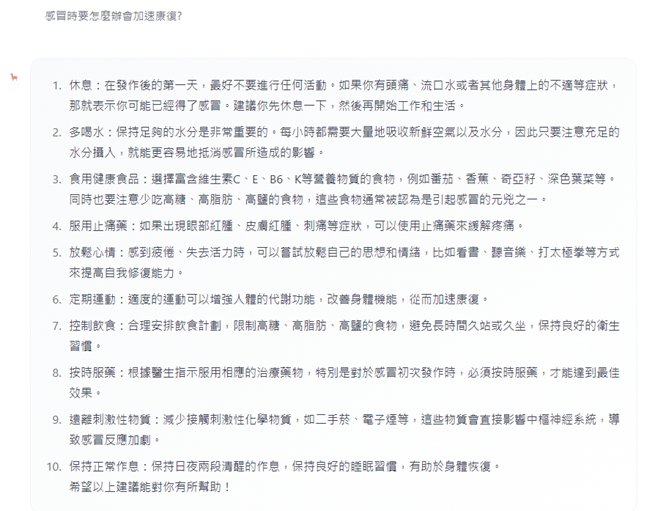 感冒時要怎麼辦會加速康復?
1. 休息：在發作後的第一天，最好不要進行任何活動。如果你有頭痛、流口水或者其他身體上的不適等症狀，
那就表示你可能已經得了感冒。建議你先休息一下，然後再開始工作和生活。
2. 多喝水：保持足夠的水分是非常重要的。每小時都需要大量地吸收新鮮空氣以及水分，因此只要注意充足的
水分攝入，就能更容易地抵消感冒所造成的影響。
3. 食用健康食品：選擇富含維生素C、E、B6、K等營養物質的食物，例如番茄、香蕉、奇亞籽、深色葉菜等。
同時也要注意少吃高糖、高脂肪、高鹽的食物，這些食物通常被認為是引起感冒的元兇之一。
4. 服用止痛藥：如果出現眼部紅腫、皮膚紅腫、刺痛等症狀，可以使用止痛藥來緩解疼痛。
5. 放鬆心情：感到疲倦、失去活力時，可以嘗試放鬆自己的思想和情緒，比如看書、聽音樂、打太極拳等方式
來提高自我修復能力。
6. 定期運動：適度的運動可以增強人體的代謝功能，改善身體機能，從而加速康復。
7. 控制飲食：合理安排飲食計劃，限制高糖、高脂肪、高鹽的食物，避免長時間久站或久坐，保持良好的衛生
習慣。
8. 按時服藥：根據醫生指示服用相應的治療藥物，特別是對於感冒初次發作時，必須按時服藥，才能達到最佳
效果。
9. 遠離刺激性物質：減少接觸刺激性化學物質，如二手菸、電子煙等，這些物質會直接影響中樞神經系統，導
致感冒反應加劇。
10. 保持正常作息：保持日夜兩段清醒的作息，保持良好的睡眠習慣，有助於身體恢復。
希望以上建議能對你有所幫助！